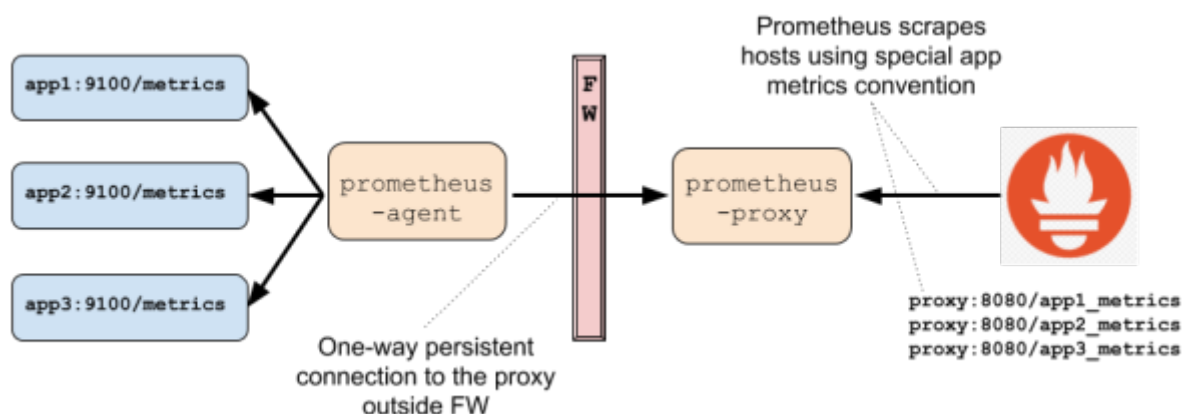 app1:9100/metrics
app2:9100/metrics
app3:9100/metrics
prometheus
-agent
One-way persistent
connection to the proxy
outside FW
F
W
prometheus
-proxy
Prometheus scrapes
hosts using special app
metrics convention
proxy:8080/app1_metrics
proxy:8080/app2_metrics
proxy:8080/app3_metrics